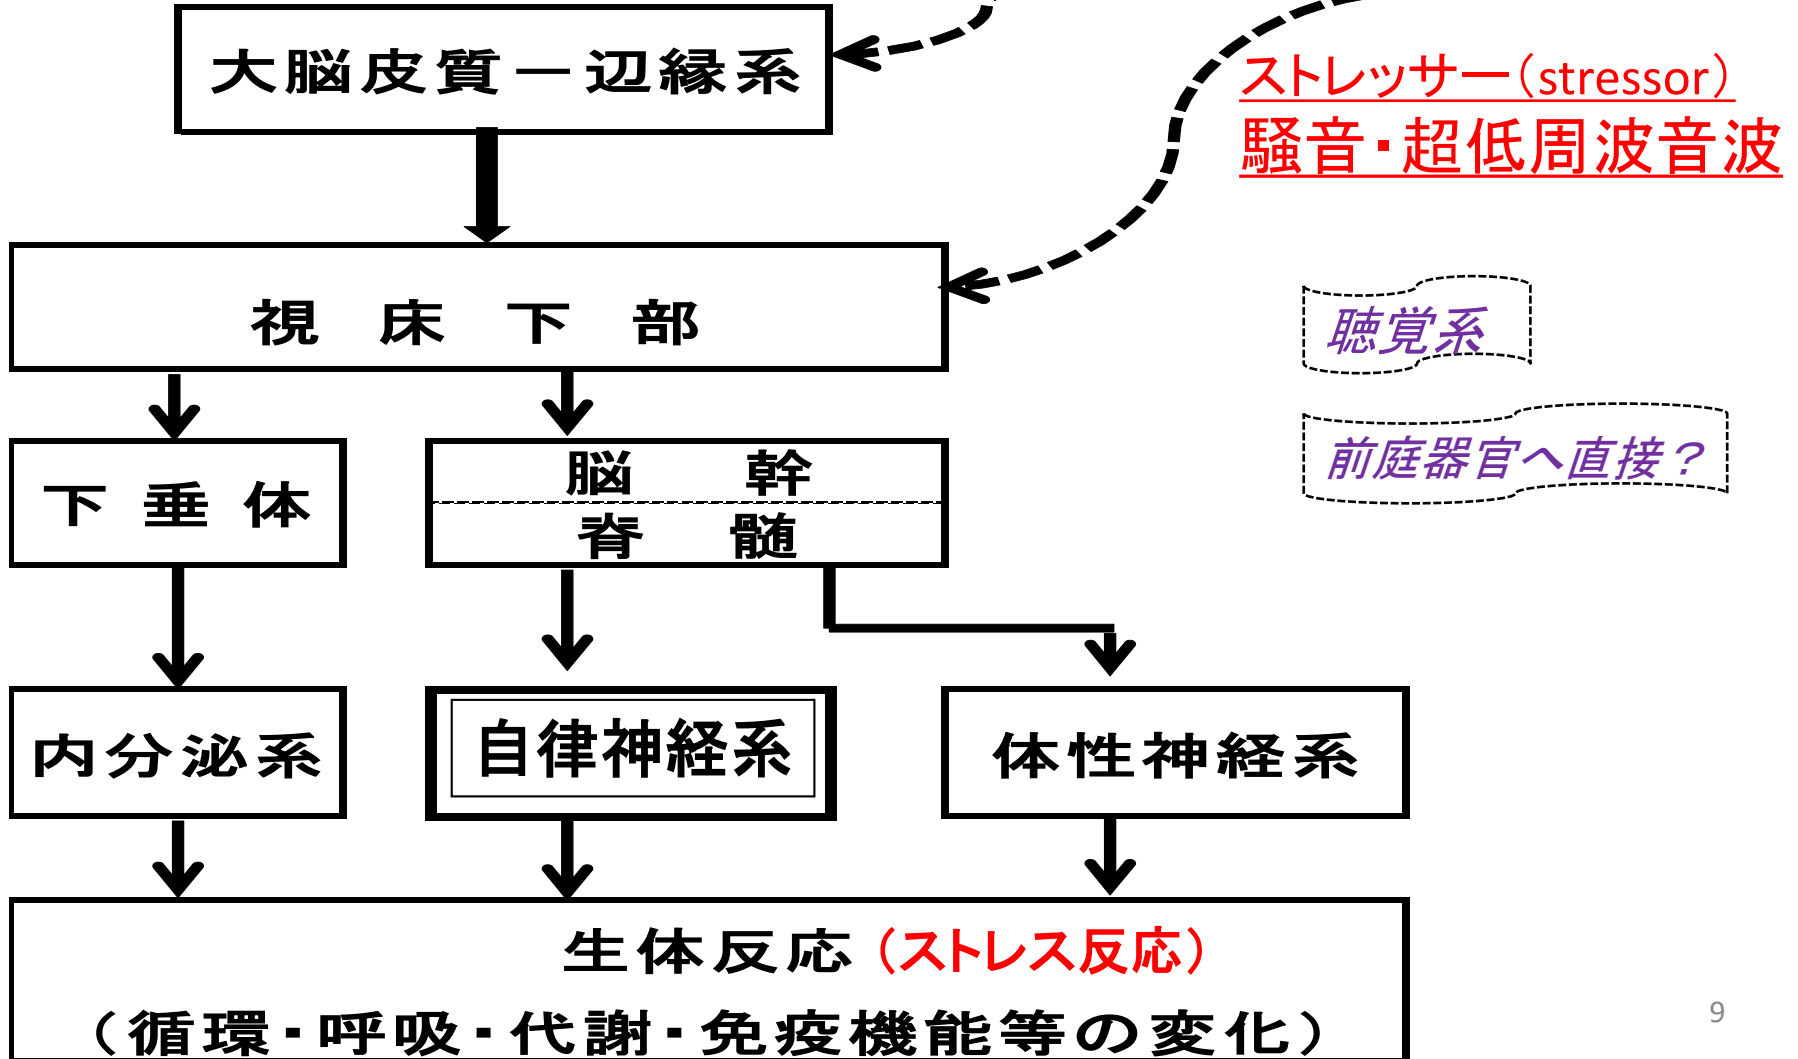 大脳皮質―辺縁系
ストレッサー（stressor）
騒音・超低周波音波
視床下部
聴覚系
前庭器官へ直接？
下垂体
脳幹
脊髄
内分泌系
自律神経系
体性神経系
生体反応（ストレス反応）
（循環・呼吸・代謝・免疫機能等の変化）
9